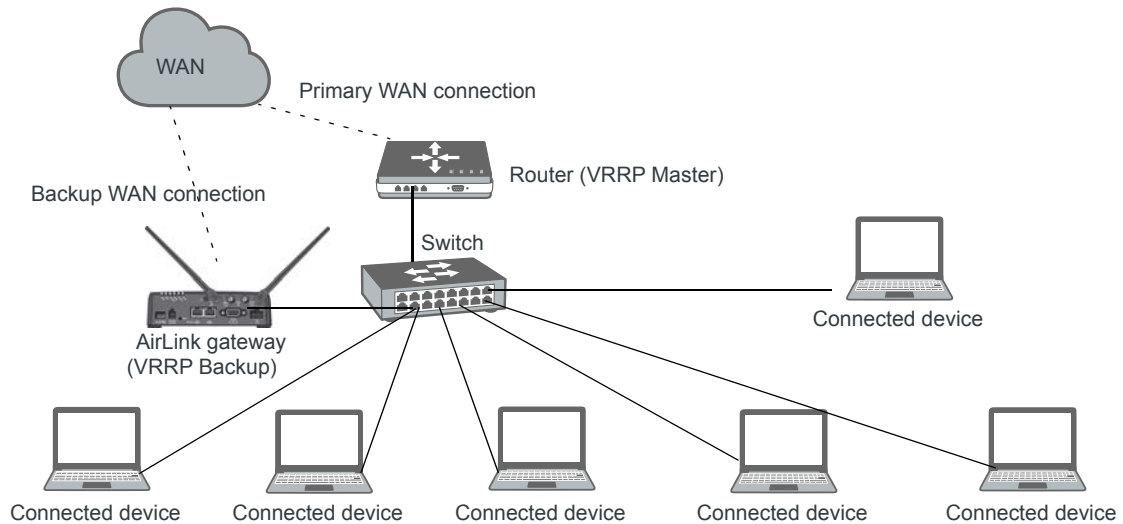 WAN
Primary WAN connection
Router (VRRP Master)
Backup WAN connection
Switch
Connected device
AirLink gateway
(VRRP Backup)
Connected device
Connected device
Connected device
Connected device
Connected device